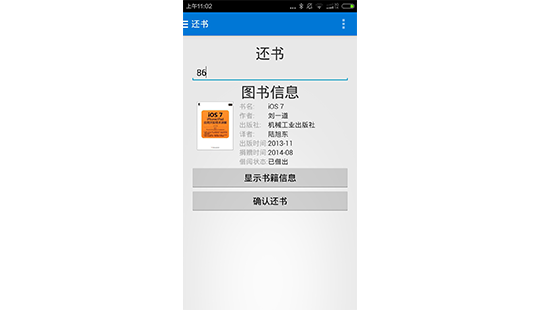 上午11:02
还书
还书
86
图书信息
iOS 7
书名: iOS 7
作者: 刘一道
出版社: 机械工业出版社
译者: 陆旭东
出版时间 2013-11
捐赠时间 2014-08
借阅状态 已借出
显示书籍信息
确认还书